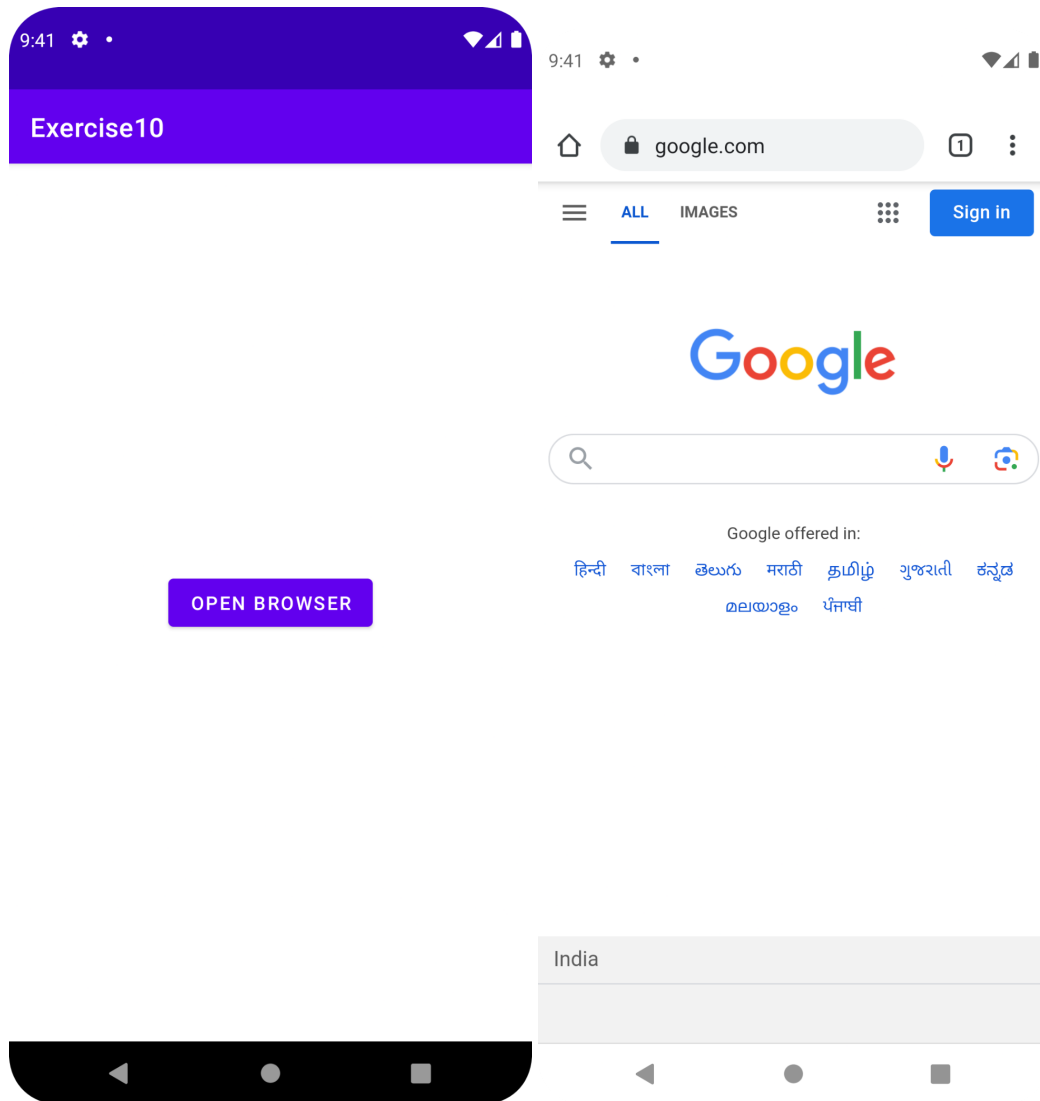 9:41
Exercise10
OPEN BROWSER
9:41
google.com
1
ALL IMAGES Sign in
Google
Google offered in:
हिन्दी বাংলা తెలుగు मराठी தமிழ் ગુજરાતી ಕನ್ನಡ
മലയാളം ਪੰਜਾਬੀ
India